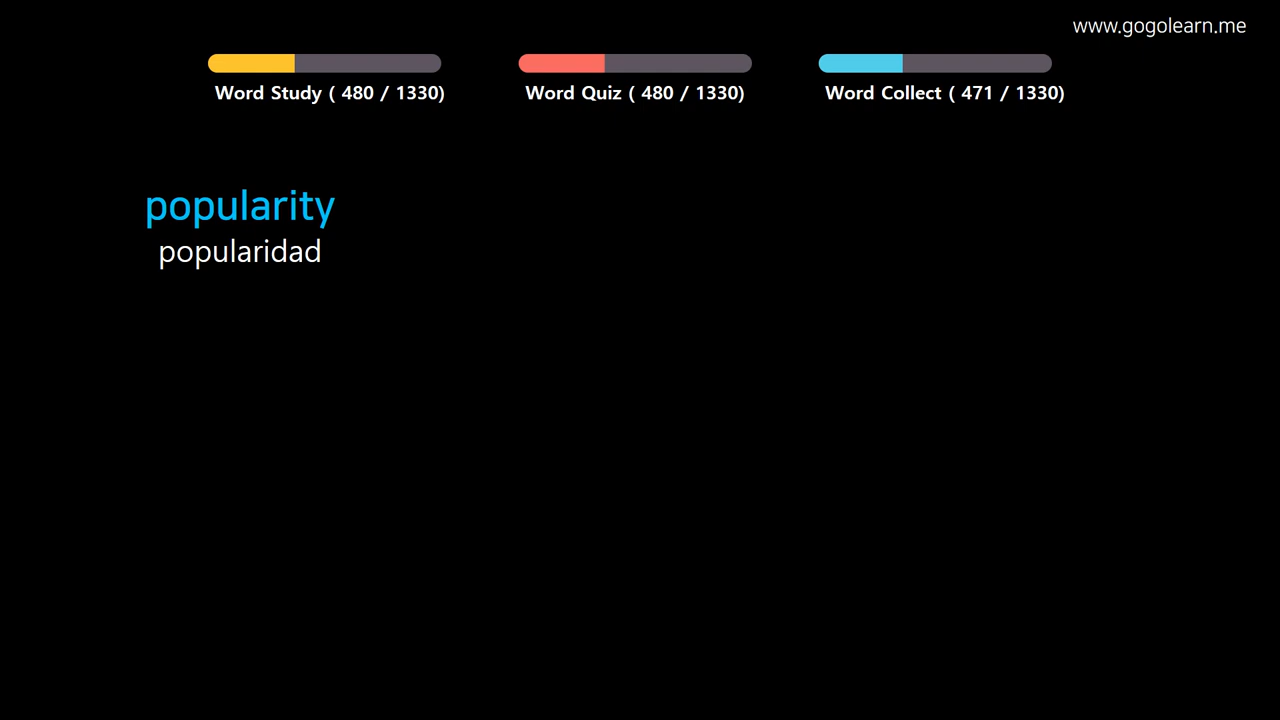 www.gogolearn.me
Word Study ( 480 / 1330)
Word Quiz ( 480 / 1330)
Word Collect ( 471 / 1330)
popularity
popularidad